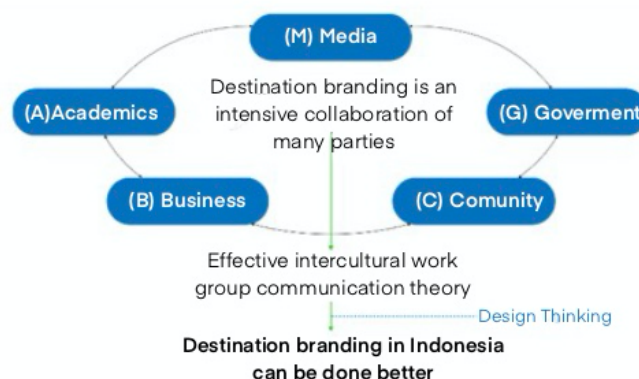 (M) Media
Destination branding is an
intensive collaboration of
many parties
(A)Academics
(G) Goverment
(B) Business
(C) Comunity
Effective intercultural work
group communication theory
Design Thinking
Destination branding in Indonesia
can be done better